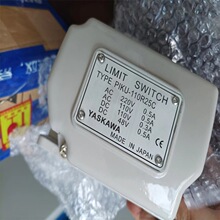 LIMIT SWITCH
TYPE PIKU-110R25C
AC 220V 0.5A
AC 110V 0.5A
DC 110V 0.3A
DC 48V 0.5A
YASKAWA
MADE IN JAPAN